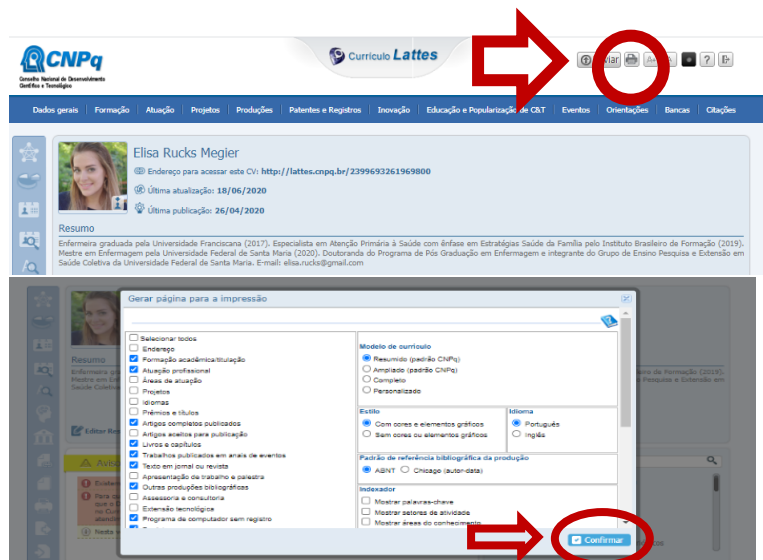 CNPq
Conselho Nacional de Desenvolvimento
Científico e Tecnológico
Currículo Lattes
?
Dados gerais Formação Atuação Projetos Produções Patentes e Registros Inovação Educação e Popularização de C&T Eventos Orientações Bancas Citações
Elisa Rucks Megier
Endereço para acessar este CV: http://lattes.cnpq.br/2399693261969800
Última atualização: 18/06/2020
Última publicação: 26/04/2020
Resumo
Enfermeira graduada pela Universidade Franciscana (2017). Especialista em Atenção Primária à Saúde com ênfase em Estratégias Saúde da Família pelo Instituto Brasileiro de Formação (2019).
Mestre em Enfermagem pela Universidade Federal de Santa Maria (2020). Doutoranda do Programa de Pós Graduação em Enfermagem e integrante do Grupo de Ensino Pesquisa e Extensão em
Saúde Coletiva da Universidade Federal de Santa Maria. E-mail: elisa.rucks@gmail.com
Gerar página para a impressão
Selecionar todos
Endereço
Formação acadêmica/titulação
Atuação profissional
Áreas de atuação
Projetos
Idiomas
Prêmios e títulos
Artigos completos publicados
Artigos aceitos para publicação
Livros e capítulos
Trabalhos publicados em anais de eventos
Texto em jornal ou revista
Apresentação de trabalho e palestra
Outras produções bibliográficas
Assessoria e consultoria
Extensão tecnológica
Programa de computador sem registro
Modelo de currículo
Resumido (padrão CNPq)
Ampliado (padrão CNPq)
Completo
Personalizado
Estilo
Com cores e elementos gráficos
Sem cores ou elementos gráficos
Idioma
Português
Inglês
Padrão de referência bibliográfica da produção
ABNT Chicago (autor-data)
Indexador
Mostrar palavras-chave
Mostrar setores de atividade
Mostrar áreas do conhecimento
Confirmar
Resumo
Editar